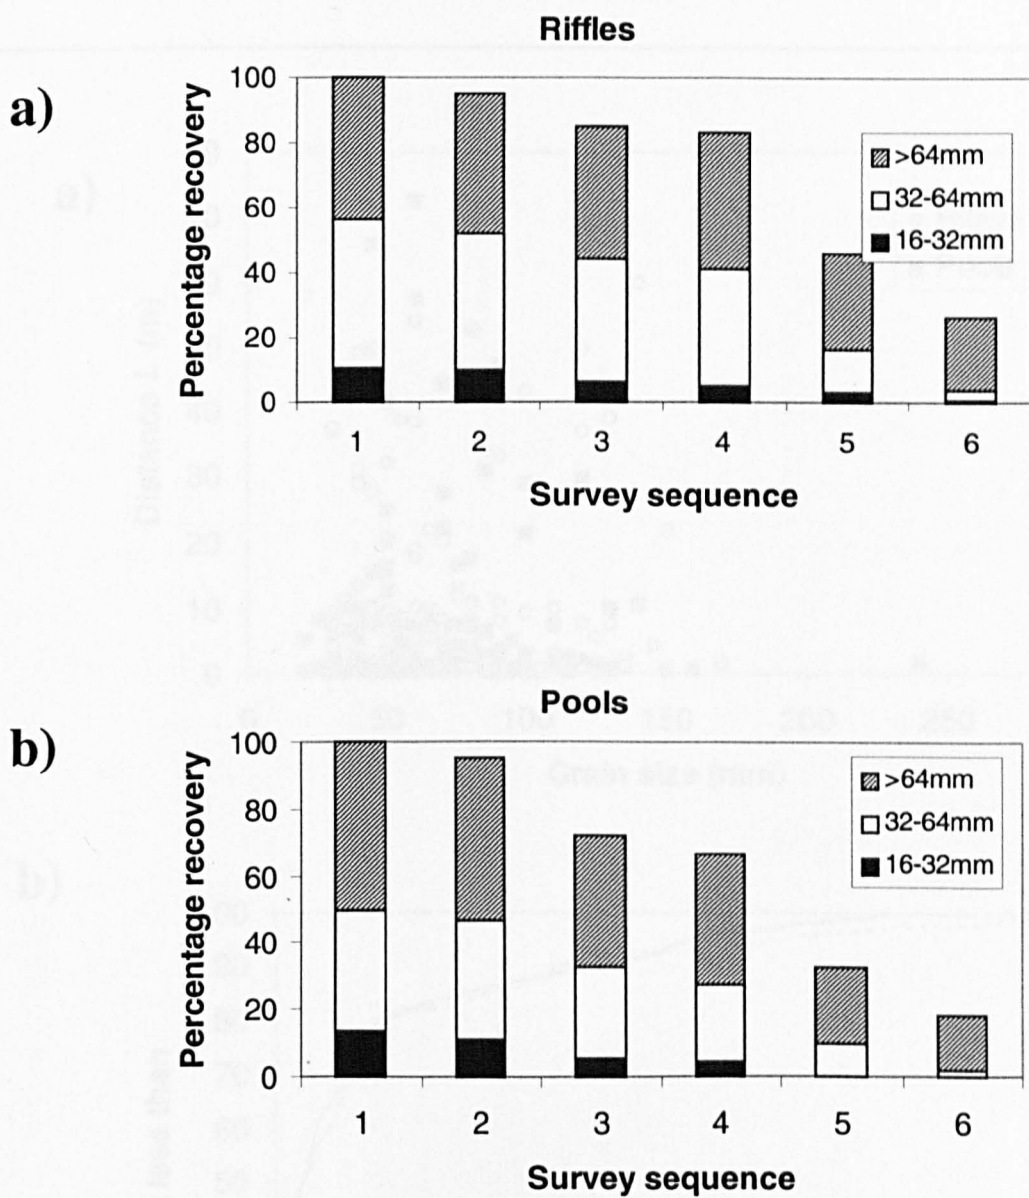 Riffles
a)
Percentage recovery
100
80
60
40
20
0
>64mm
32-64mm
16-32mm
1 2 3 4 5 6
Survey sequence
Pools
b)
Percentage recovery
100
80
60
40
20
0
>64mm
32-64mm
16-32mm
1 2 3 4 5 6
Survey sequence